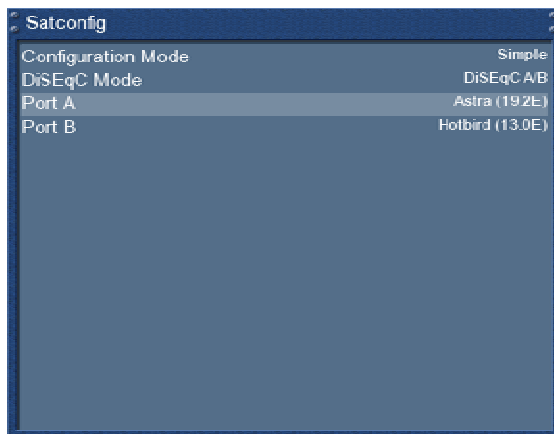 Satconfig
Configuration Mode Simple
DiSEqC Mode DiSEqC A/B
Port A Astra (19.2E)
Port B Hotbird (13.0E)